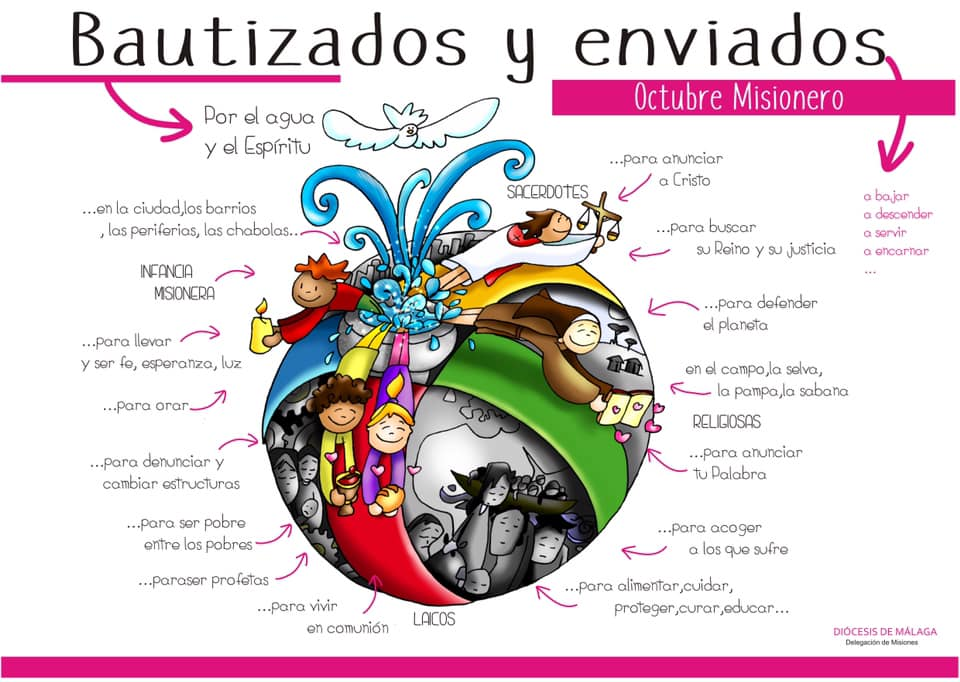 Bautizados y enviados
Octubre Misionero
Por el agua
y el Espíritu
...para anunciar
a Cristo
SACERDOTES
a bajar
a descender
a servir
a encarnar
...
...en la ciudad,los barrios
, las periferias, las chabolas...
...para buscar
su Reino y su justicia
INFANCIA
MISIONERA
...para defender
el planeta
...para llevar
y ser fe, esperanza, luz
en el campo,la selva,
la pampa,la sabana
...para orar
RELIGIOSAS
...para anunciar
tu Palabra
...para denunciar y
cambiar estructuras
...para ser pobre
entre los pobres
...para acoger
a los que sufre
...paraser profetas
...para alimentar,cuidar,
proteger,curar,educar...
...para vivir
en comunión
LAICOS
DIÓCESIS DE MÁLAGA
Delegación de Misiones